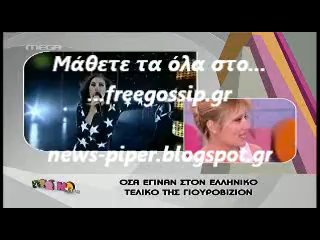 MEGA
Μάθετε τα όλα στο...
...freegossip.gr
news-piper.blogspot.gr
ΟΣΑ ΕΓΙΝΑΝ ΣΤΟΝ ΕΛΛΗΝΙΚΟ
ΤΕΛΙΚΟ ΤΗΣ ΓΙΟΥΡΟΒΙΖΙΟΝ